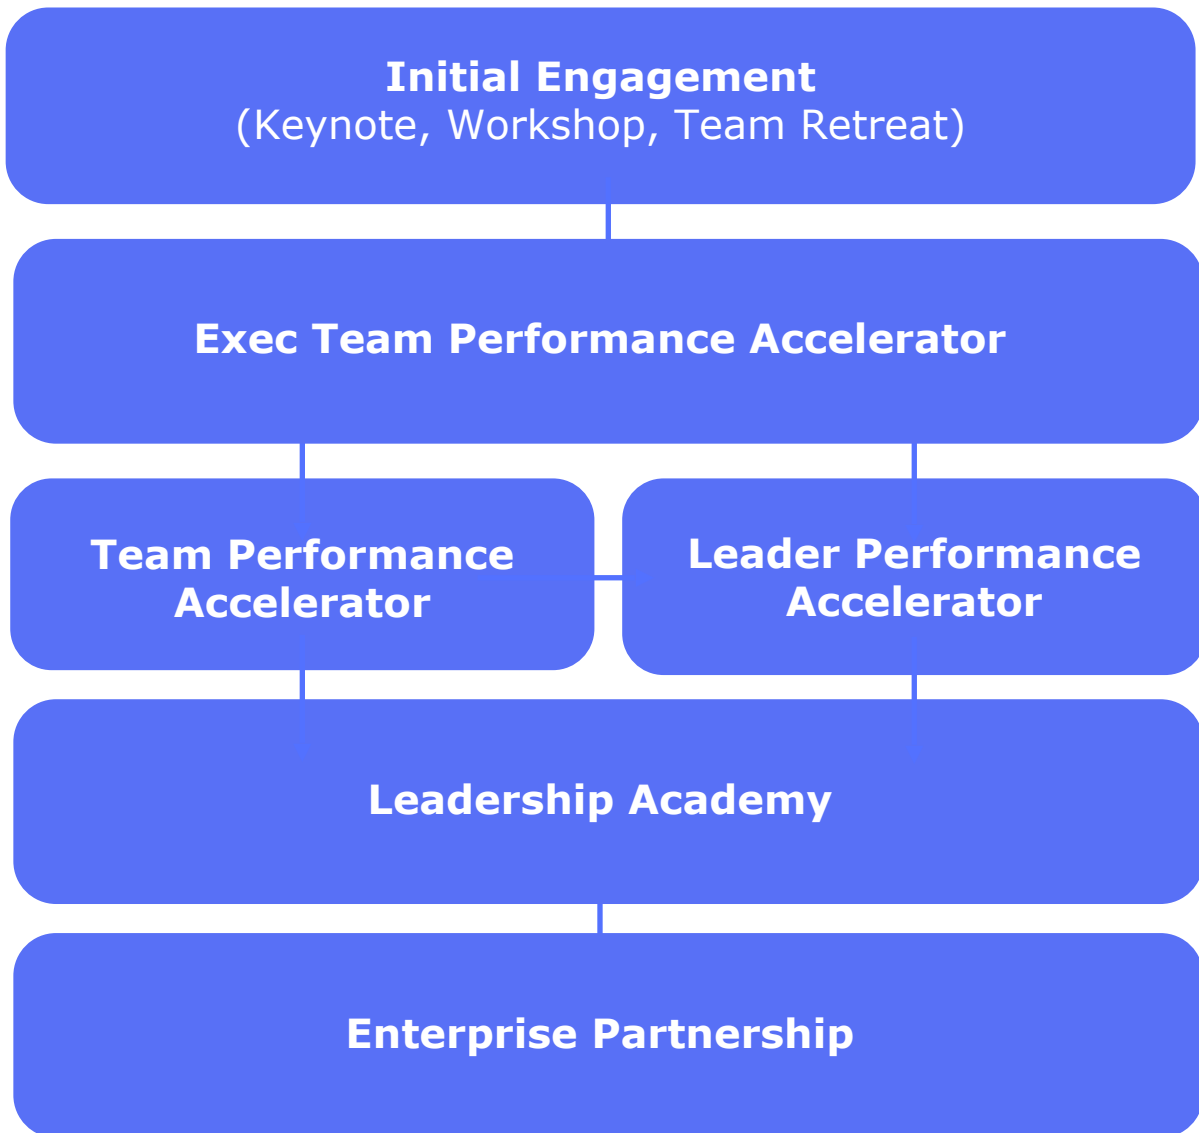 Initial Engagement
(Keynote, Workshop, Team Retreat)
Exec Team Performance Accelerator
Team Performance
Accelerator
Leader Performance
Accelerator
Leadership Academy
Enterprise Partnership